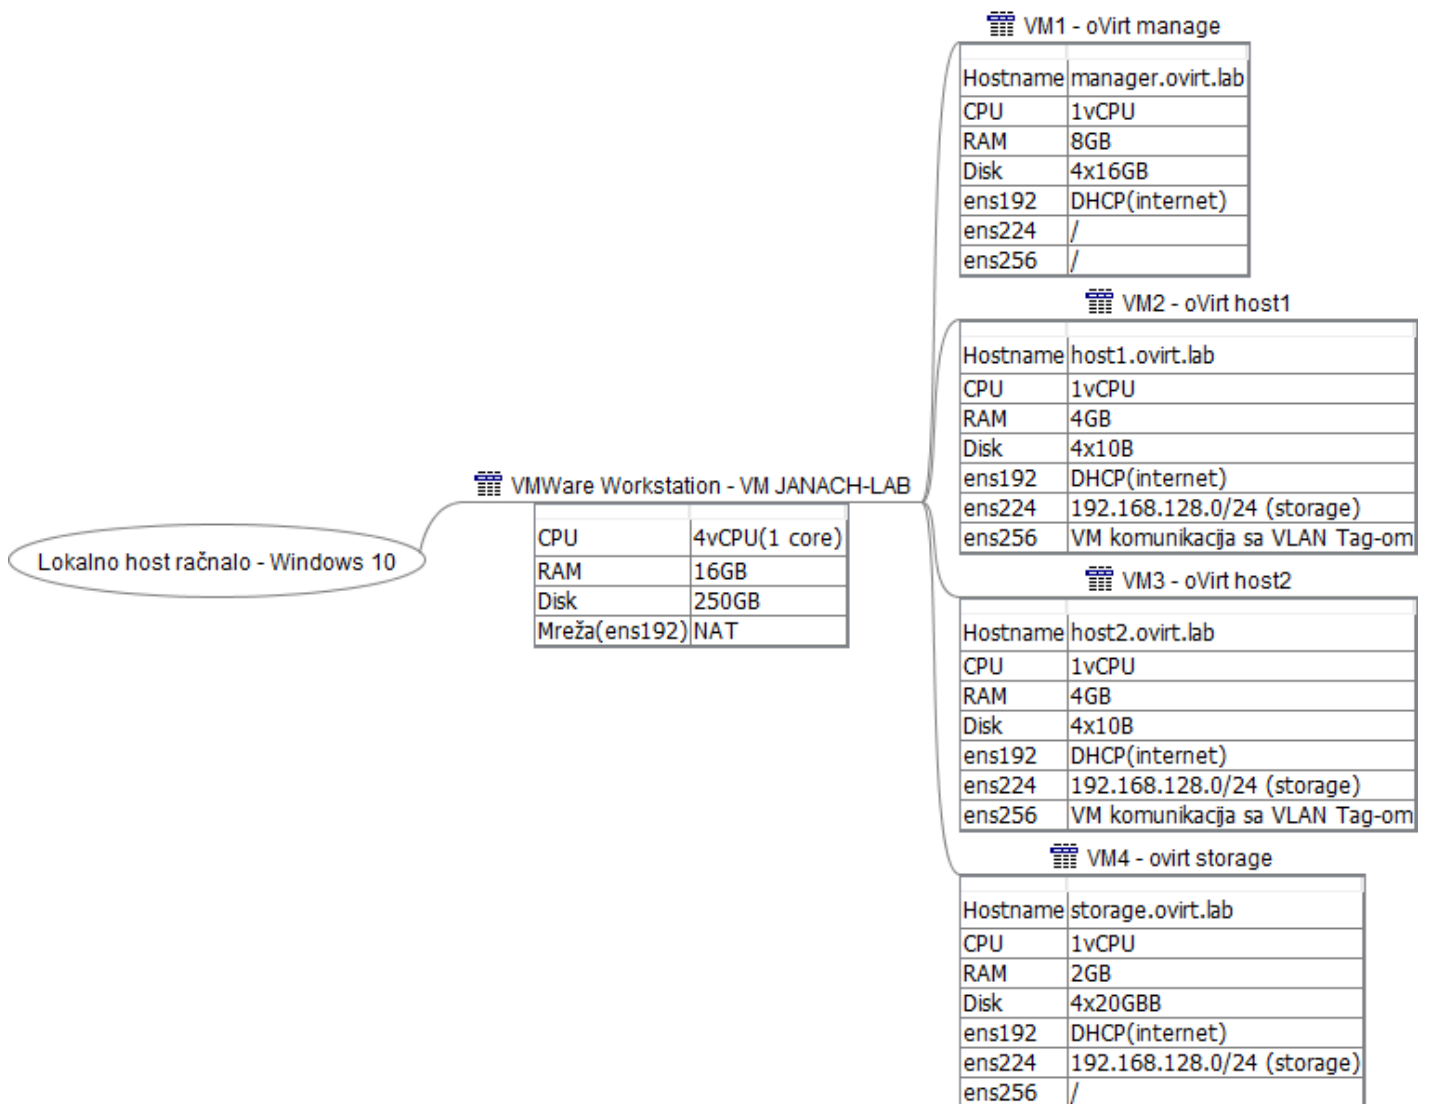 Lokalno host račnalo - Windows 10
VMWare Workstation - VM JANACH-LAB
CPU 4vCPU(1 core)
RAM 16GB
Disk 250GB
Mreža(ens192) NAT
VM1 - oVirt manage
Hostname manager.ovirt.lab
CPU 1vCPU
RAM 8GB
Disk 4x16GB
ens192 DHCP(internet)
ens224 /
ens256 /
VM2 - oVirt host1
Hostname host1.ovirt.lab
CPU 1vCPU
RAM 4GB
Disk 4x10B
ens192 DHCP(internet)
ens224 192.168.128.0/24 (storage)
ens256 VM komunikacija sa VLAN Tag-om
VM3 - oVirt host2
Hostname host2.ovirt.lab
CPU 1vCPU
RAM 4GB
Disk 4x10B
ens192 DHCP(internet)
ens224 192.168.128.0/24 (storage)
ens256 VM komunikacija sa VLAN Tag-om
VM4 - ovirt storage
Hostname storage.ovirt.lab
CPU 1vCPU
RAM 2GB
Disk 4x20GBB
ens192 DHCP(internet)
ens224 192.168.128.0/24 (storage)
ens256 /